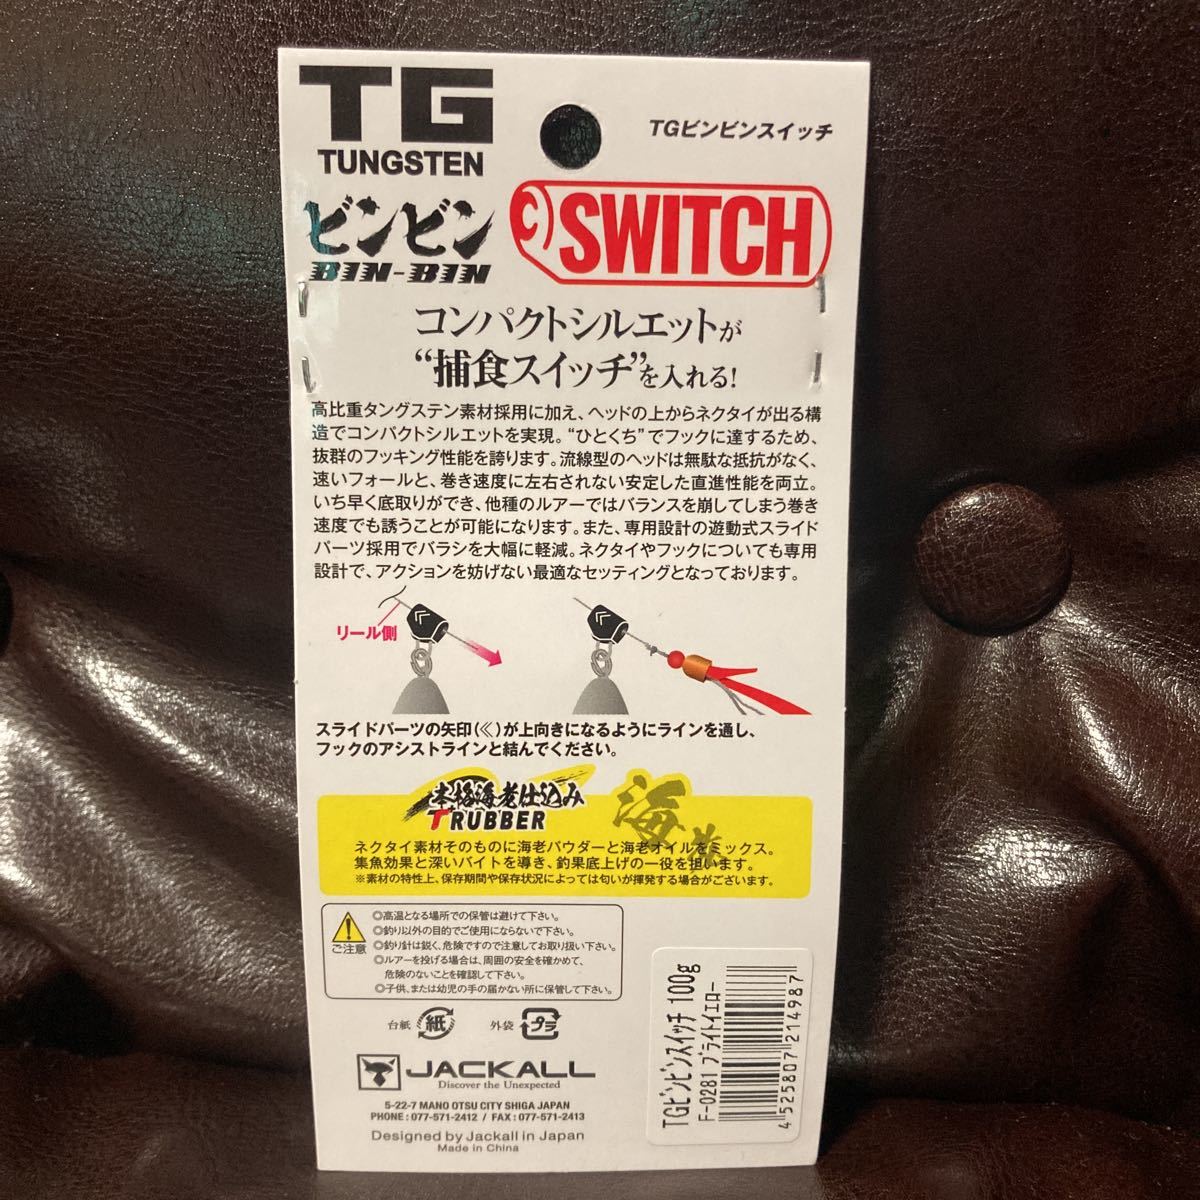 TG
TUNGSTEN
TGビンビンスイッチ
ビンビン
BIN-BIN
SWITCH
コンパクトシルエットが
“捕食スイッチ”を入れる!
高比重タングステン素材採用に加え、ヘッドの上からネクタイが出る構
造でコンパクトシルエットを実現。“ひとくち”でフックに達するため、
抜群のフッキング性能を誇ります。流線型のヘッドは無駄な抵抗がなく、
速いフォールと、巻き速度に左右されない安定した直進性能を両立。
いち早く底取りができ、他種のルアーではバランスを崩してしまう巻き
速度でも誘うことが可能になります。また、専用設計の遊動式スライド
パーツ採用でバラシを大幅に軽減。ネクタイやフックについても専用
設計で、アクションを妨げない最適なセッティングとなっております。
リール側
スライドパーツの矢印(《)が上向きになるようにラインを通し、
フックのアシストラインと結んでください。
本格海老仕込み
T+RUBBER
海老
ネクタイ素材そのものに海老パウダーと海老オイルをミックス。
集魚効果と深いバイトを導き、釣果底上げの一役を担います。
※素材の特性上、保存期間や保存状況によっては匂いが揮発する場合がございます。
ご注意
◎高温となる場所での保管は避けて下さい。
◎釣り以外の目的でご使用にならないで下さい。
◎釣り針は鋭く、危険ですので注意してお取り扱い下さい。
◎ルアーを投げる場合は、周囲の安全を確かめて、
危険のないことを確認して下さい。
◎子供、または幼児の手の届かない所に保管して下さい。
台紙 紙 外袋 プラ
JACKALL
Discover the Unexpected
5-22-7 MANO OTSU CITY SHIGA JAPAN
PHONE : 077-571-2412 / FAX : 077-571-2413
Designed by Jackall in Japan
Made in China
TGビンビンスイッチ 100g
F-0281 ブライトイエロー
4 525807 214987